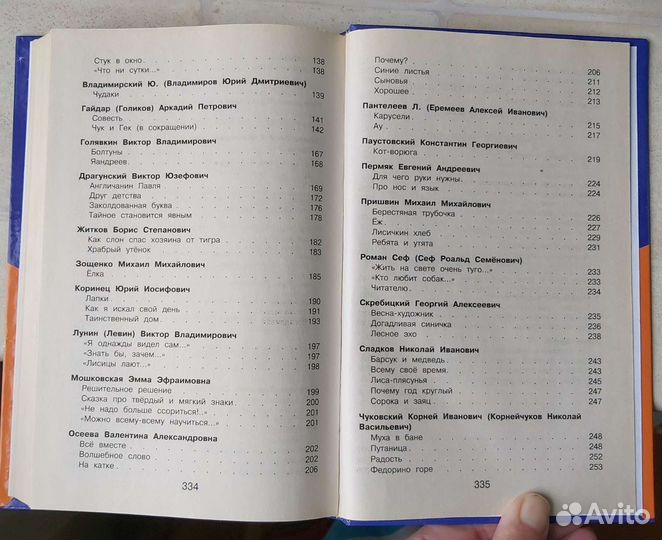 Стук в окно. 138
«Что ни сутки...» 138
Владимирский Ю. (Владимиров Юрий Дмитриевич)
Чудаки 139
Гайдар (Голиков) Аркадий Петрович
Совесть 141
Чук и Гек (в сокращении) 142
Голявкин Виктор Владимирович
Болтуны 167
Яандреев. 168
Драгунский Виктор Юзефович
Англичанин Павля 169
Друг детства 172
Заколдованная буква 176
Тайное становится явным 178
Житков Борис Степанович
Как слон спас хозяина от тигра 182
Храбрый утёнок 183
Зощенко Михаил Михайлович
Ёлка 185
Коринец Юрий Иосифович
Лапки 190
Как я искал свой день 191
Таинственный дом. 193
Лунин (Левин) Виктор Владимирович
«Я однажды видел сам...» 197
«Знать бы, зачем...» 197
«Лисицы лают...» 198
Мошковская Эмма Эфраимовна
Решительное решение 199
Сказка про твёрдый и мягкий знаки 200
«Не надо больше ссориться!..» 201
«Можно всему-всему научиться...» 201
Осеева Валентина Александровна
Всё вместе 202
Волшебное слово 202
На катке 206
334
Почему? 206
Синие листья 211
Сыновья 212
Хорошее 213
Пантелеев Л. (Еремеев Алексей Иванович)
Карусели 215
Ау 217
Паустовский Константин Георгиевич
Кот-ворюга 219
Пермяк Евгений Андреевич
Для чего руки нужны. 224
Про нос и язык 224
Пришвин Михаил Михайлович
Берестяная трубочка 226
Ёж 227
Лисичкин хлеб 229
Ребята и утята 231
Роман Сеф (Сеф Роальд Семёнович)
«Жить на свете очень туго...» 233
«Кто любит собак...» 233
Читателю 234
Скребицкий Георгий Алексеевич
Весна-художник 235
Догадливая синичка 236
Лесное эхо 238
Сладков Николай Иванович
Барсук и медведь 243
Всему своё время. 243
Лиса-плясунья 245
Почему год круглый 247
Сорока и заяц 247
Чуковский Корней Иванович (Корнейчуков Николай
Васильевич)
Муха в бане 248
Путаница 248
Радость 252
Федорино горе 253
335
Avito